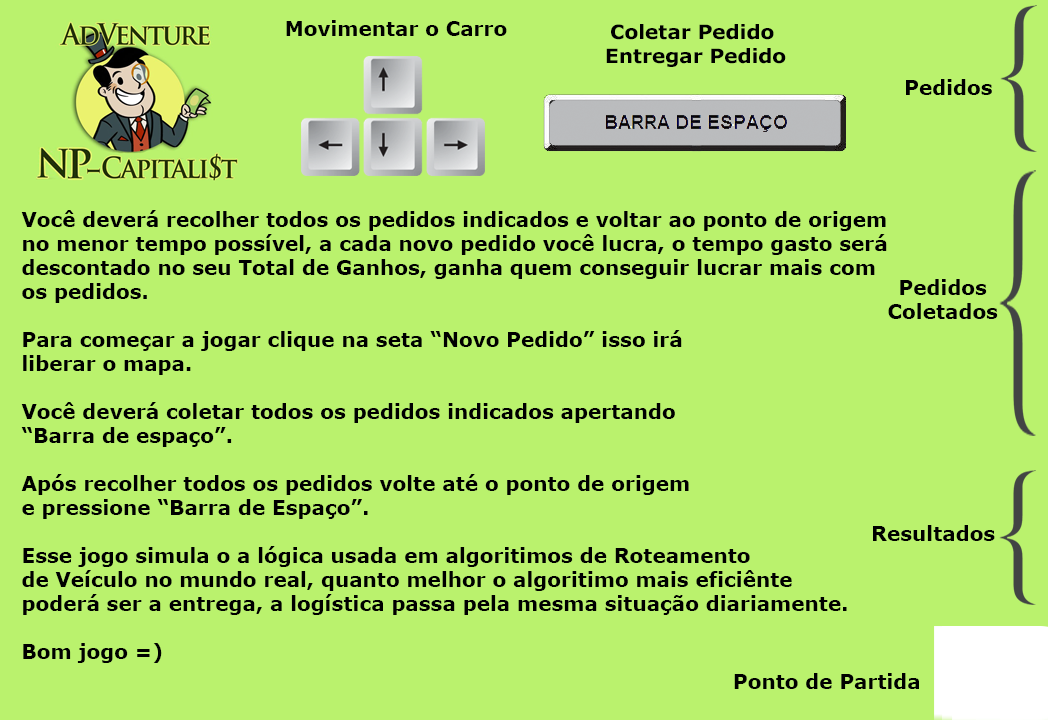 ADVENTURE
NP-CAPITALI$T
Movimentar o Carro
Coletar Pedido
Entregar Pedido
BARRA DE ESPAÇO
Pedidos
Você deverá recolher todos os pedidos indicados e voltar ao ponto de origem
no menor tempo possível, a cada novo pedido você lucra, o tempo gasto será
descontado no seu Total de Ganhos, ganha quem conseguir lucrar mais com
os pedidos.
Pedidos
Coletados
Para começar a jogar clique na seta “Novo Pedido” isso irá
liberar o mapa.
Você deverá coletar todos os pedidos indicados apertando
“Barra de espaço”.
Após recolher todos os pedidos volte até o ponto de origem
e pressione “Barra de Espaço”.
Resultados
Esse jogo simula o a lógica usada em algoritimos de Roteamento
de Veículo no mundo real, quanto melhor o algoritimo mais eficiênte
poderá ser a entrega, a logística passa pela mesma situação diariamente.
Bom jogo =)
Ponto de Partida